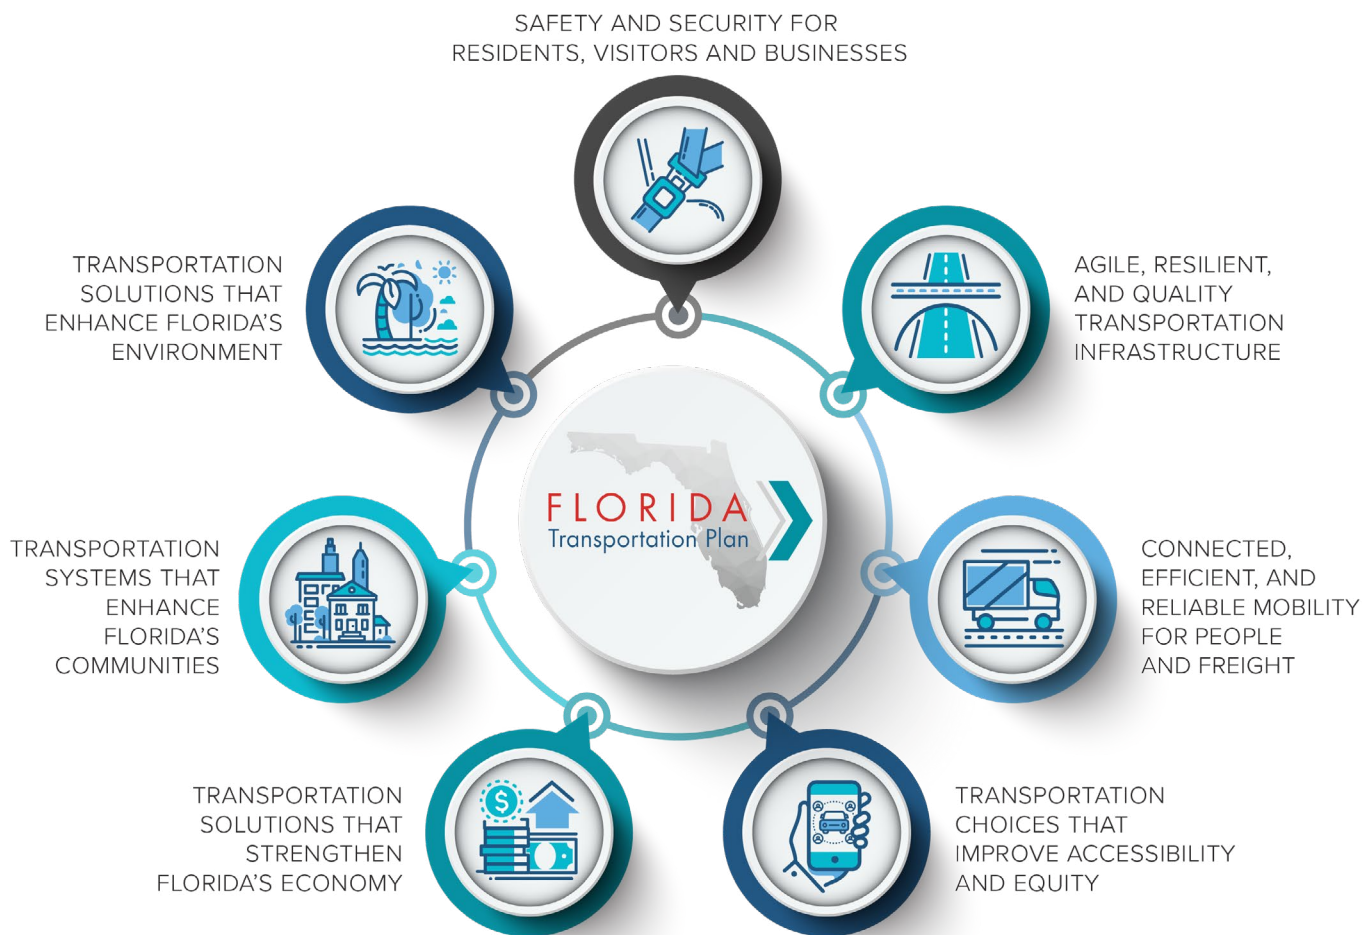 SAFETY AND SECURITY FOR
RESIDENTS, VISITORS AND BUSINESSES
AGILE, RESILIENT,
AND QUALITY
TRANSPORTATION
INFRASTRUCTURE
CONNECTED,
EFFICIENT, AND
RELIABLE MOBILITY
FOR PEOPLE
AND FREIGHT
TRANSPORTATION
CHOICES THAT
IMPROVE ACCESSIBILITY
AND EQUITY
TRANSPORTATION
SOLUTIONS THAT
STRENGTHEN
FLORIDA'S ECONOMY
TRANSPORTATION
SYSTEMS THAT
ENHANCE
FLORIDA'S
COMMUNITIES
TRANSPORTATION
SOLUTIONS THAT
ENHANCE FLORIDA'S
ENVIRONMENT
FLORIDA
Transportation Plan
$